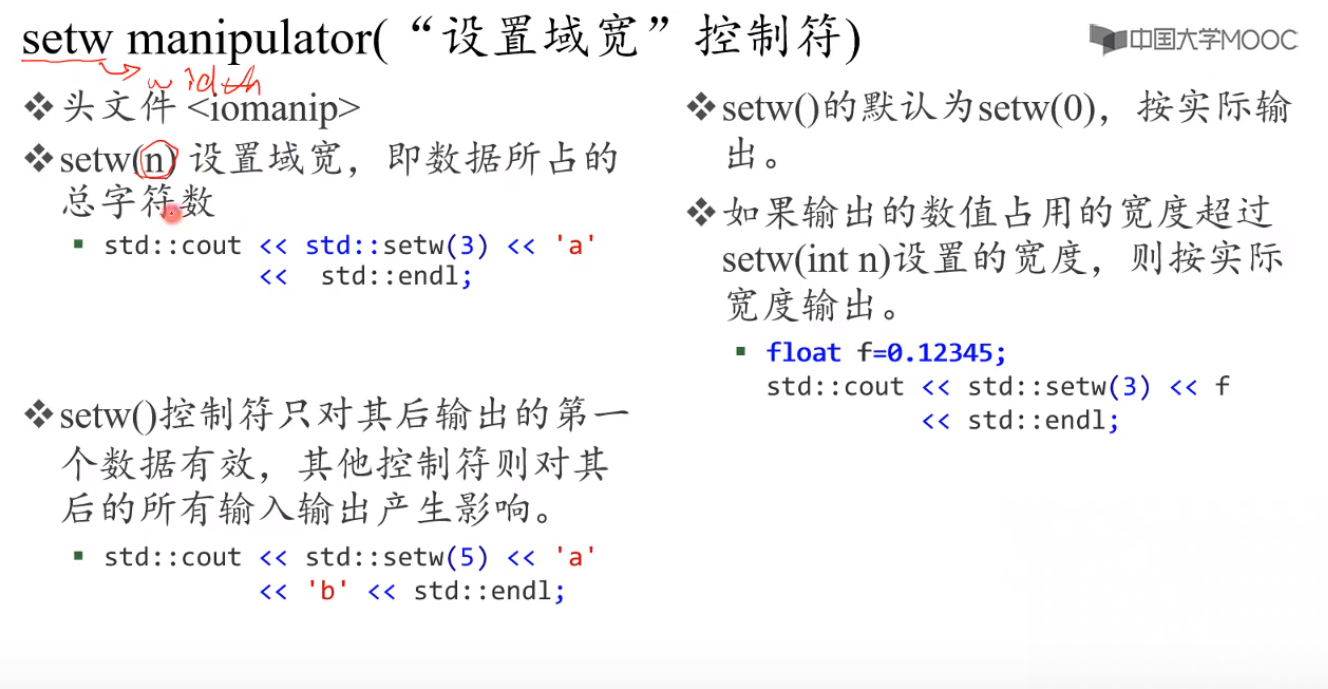 setw manipulator(“设置域宽”控制符)
中国大学MOOC
width
❖头文件 <iomanip>
❖setw(n) 设置域宽，即数据所占的
总字符数
▪ std::cout << std::setw(3) << 'a'
<< std::endl;
❖setw()控制符只对其后输出的第一
个数据有效，其他控制符则对其
后的所有输入输出产生影响。
▪ std::cout << std::setw(5) << 'a'
<< 'b' << std::endl;
❖setw()的默认为setw(0)，按实际输
出。
❖如果输出的数值占用的宽度超过
setw(int n)设置的宽度，则按实际
宽度输出。
▪ float f=0.12345;
std::cout << std::setw(3) << f
<< std::endl;